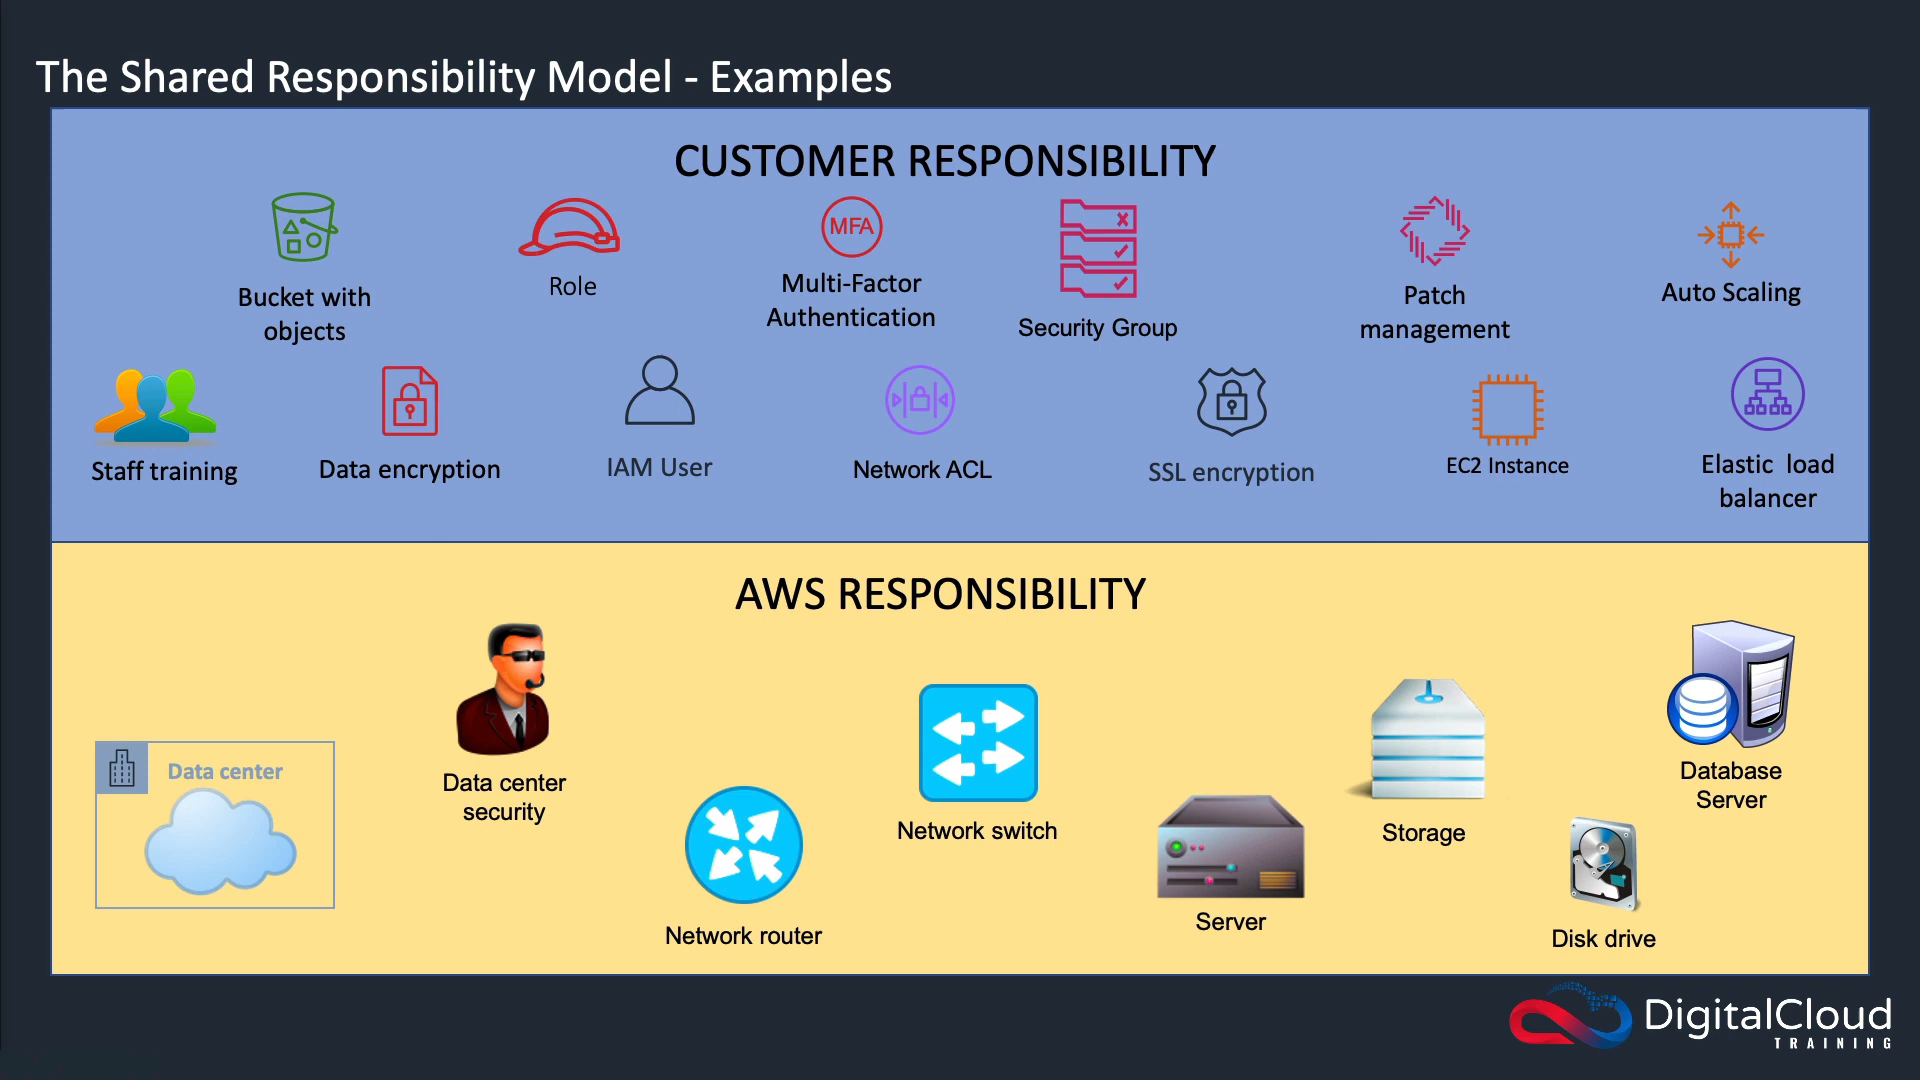 The Shared Responsibility Model - Examples
CUSTOMER RESPONSIBILITY
Bucket with
objects
Role
MFA
Multi-Factor
Authentication
Security Group
Patch
management
Auto Scaling
Staff training
Data encryption
IAM User
Network ACL
SSL encryption
EC2 Instance
Elastic load
balancer
AWS RESPONSIBILITY
Data center
Data center
security
Network router
Network switch
Server
Storage
Disk drive
Database
Server
DigitalCloud
TRAINING